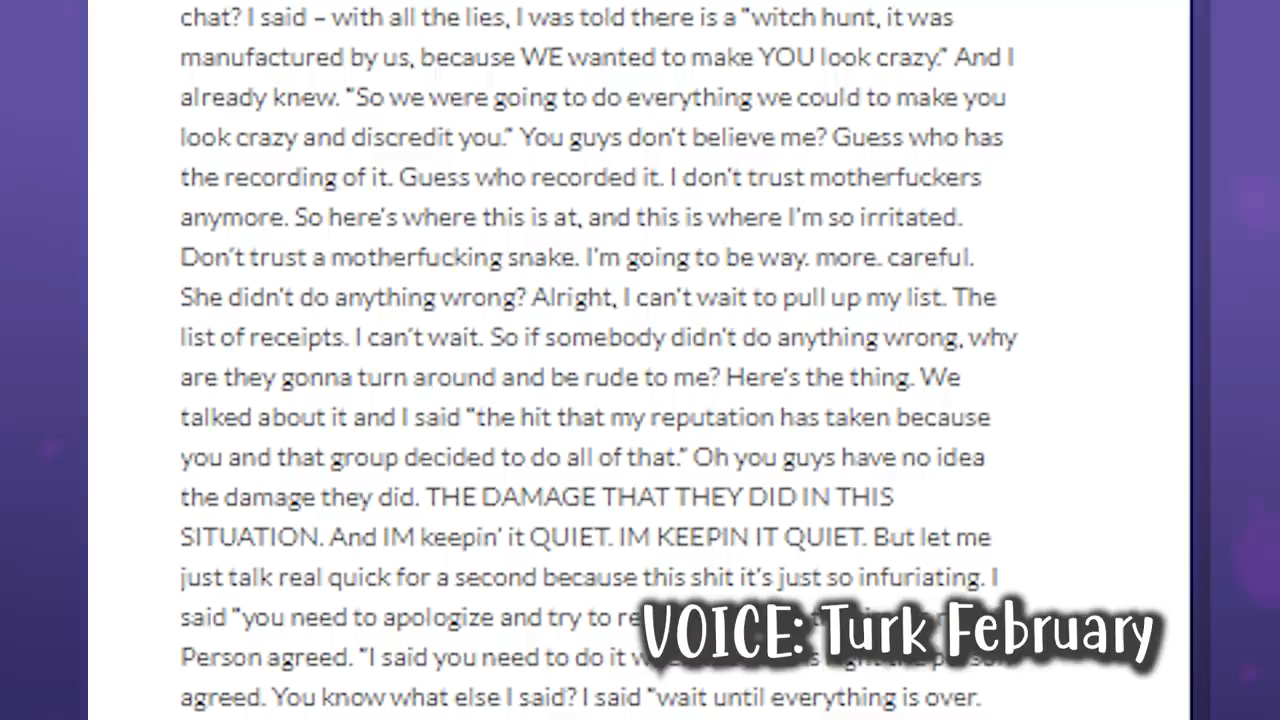 chat? I said – with all the lies, I was told there is a "witch hunt, it was
manufactured by us, because WE wanted to make YOU look crazy." And I
already knew. "So we were going to do everything we could to make you
look crazy and discredit you." You guys don't believe me? Guess who has
the recording of it. Guess who recorded it. I don't trust motherfuckers
anymore. So here's where this is at, and this is where I'm so irritated.
Don't trust a motherfucking snake. I'm going to be way. more. careful.
She didn't do anything wrong? Alright, I can't wait to pull up my list. The
list of receipts. I can't wait. So if somebody didn't do anything wrong, why
are they gonna turn around and be rude to me? Here's the thing. We
talked about it and I said "the hit that my reputation has taken because
you and that group decided to do all of that." Oh you guys have no idea
the damage they did. THE DAMAGE THAT THEY DID IN THIS
SITUATION. And IM keepin' it QUIET. IM KEEPIN IT QUIET. But let me
just talk real quick for a second because this shit it's just so infuriating. I
said "you need to apologize and try to
VOICE: Turk February
Person agreed. "I said you need to do it
agreed. You know what else I said? I said "wait until everything is over.